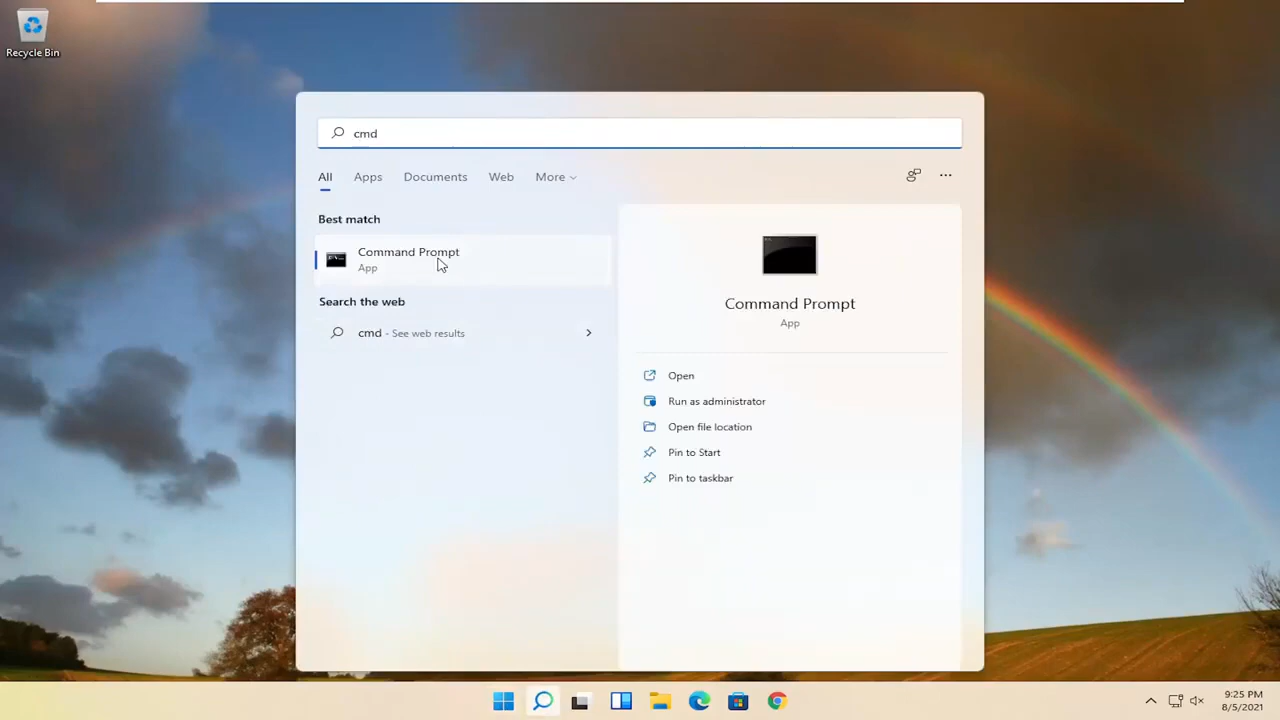 Recycle Bin
cmd
All Apps Documents Web More
Best match
Command Prompt
App
Search the web
cmd - See web results
Command Prompt
App
Open
Run as administrator
Open file location
Pin to Start
Pin to taskbar
9:25 PM
8/5/2021